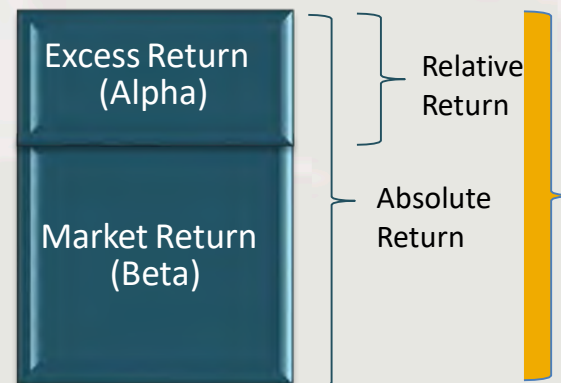 Excess Return
(Alpha)
Relative
Return
Absolute
Return
Market Return
(Beta)